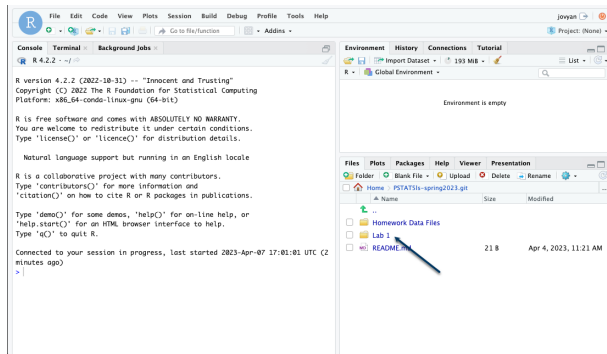 File Edit Code View Plots Session Build Debug Profile Tools Help
jovyan
R
Go to file/function
Addins
Project: (None)
Console Terminal Background Jobs
R 4.2.2 · ~/
R version 4.2.2 (2022-10-31) -- "Innocent and Trusting"
Copyright (C) 2022 The R Foundation for Statistical Computing
Platform: x86_64-conda-linux-gnu (64-bit)
R is free software and comes with ABSOLUTELY NO WARRANTY.
You are welcome to redistribute it under certain conditions.
Type 'license()' or 'licence()' for distribution details.
Natural language support but running in an English locale
R is a collaborative project with many contributors.
Type 'contributors()' for more information and
'citation()' on how to cite R or R packages in publications.
Type 'demo()' for some demos, 'help()' for on-line help, or
'help.start()' for an HTML browser interface to help.
Type 'q()' to quit R.
Connected to your session in progress, last started 2023-Apr-07 17:01:01 UTC (2
minutes ago)
>
Environment History Connections Tutorial
Import Dataset 193 MiB List
R Global Environment
Environment is empty
Files Plots Packages Help Viewer Presentation
Folder Blank File Upload Delete Rename
Home PSTAT5ls-spring2023.git
Name Size Modified
..
Homework Data Files
Lab 1
README.md 21 B Apr 4, 2023, 11:21 AM